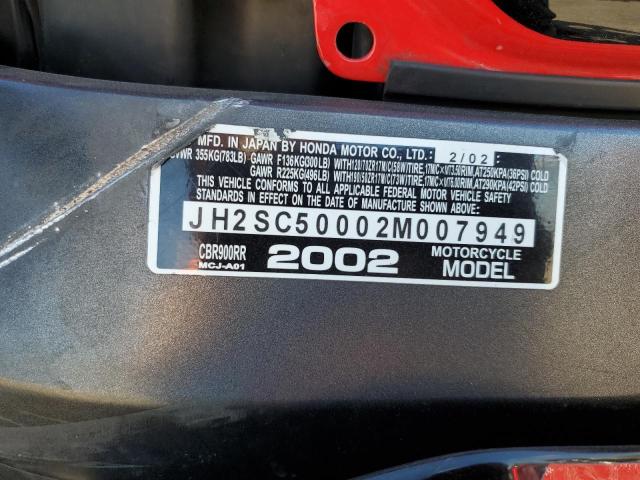 MFD. IN JAPAN BY HONDA MOTOR CO., LTD. 2/02
GVWR 355KG(783LB) GAWR F136KG(300LB) WITH120/70ZR17M/C(58W)TIRE,17M/C×MT3.50RIM,AT250KPA(36PSI) COLD
GAWR R225KG(496LB) WITH190/50ZR17M/C(73W)TIRE,17M/C×MT6.00RIM,AT290KPA(42PSI) COLD
THIS VEHICLE CONFORMS TO ALL APPLICABLE FEDERAL MOTOR VEHICLE SAFETY
STANDARDS IN EFFECT ON THE DATE OF MANUFACTURE SHOWN ABOVE.
JH2SC50002M007949
CBR900RR 2002 MOTORCYCLE
MCJ-A01 MODEL